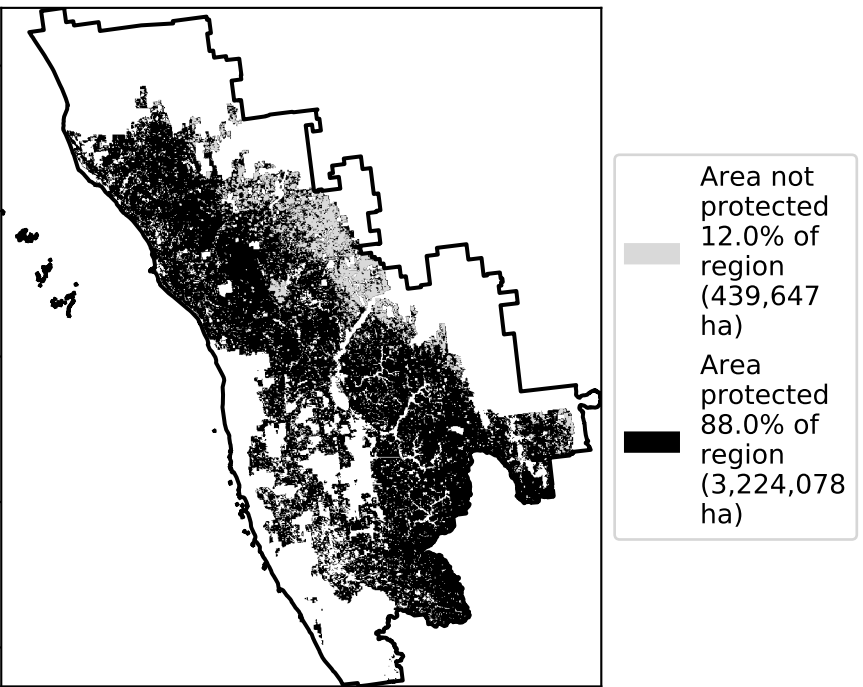 Area not
protected
12.0% of
region
(439,647
ha)
Area
protected
88.0% of
region
(3,224,078
ha)